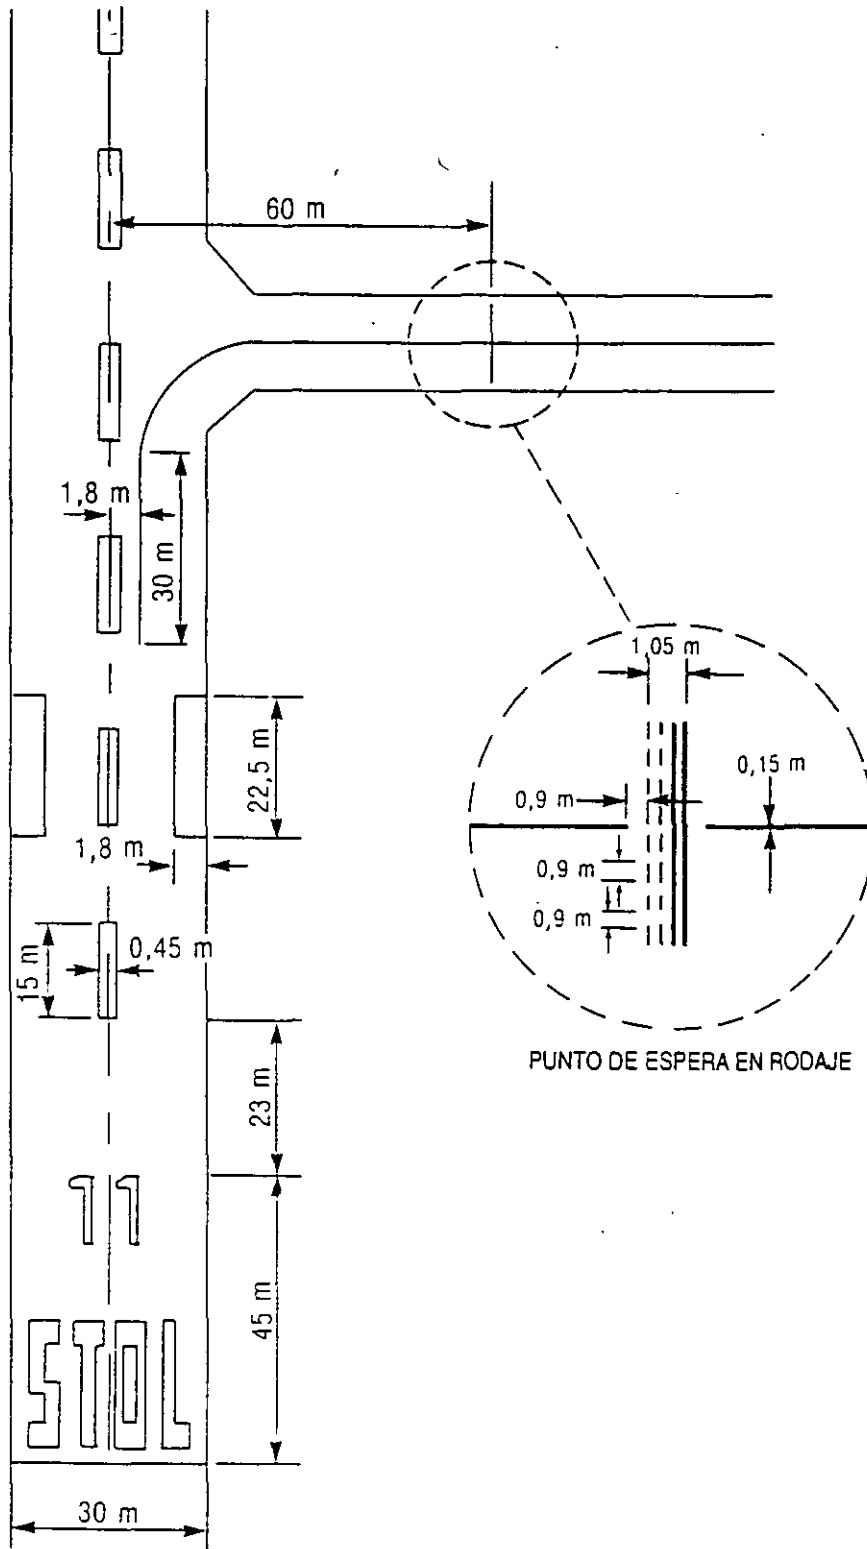 60 m
1,8 m
30 m
1,05 m
22,5 m
0,15 m
0,9 m
1,8 m
0,9 m
0,9 m
15 m
0,45 m
PUNTO DE ESPERA EN RODAJE
23 m
11
45 m
STOL
30 m